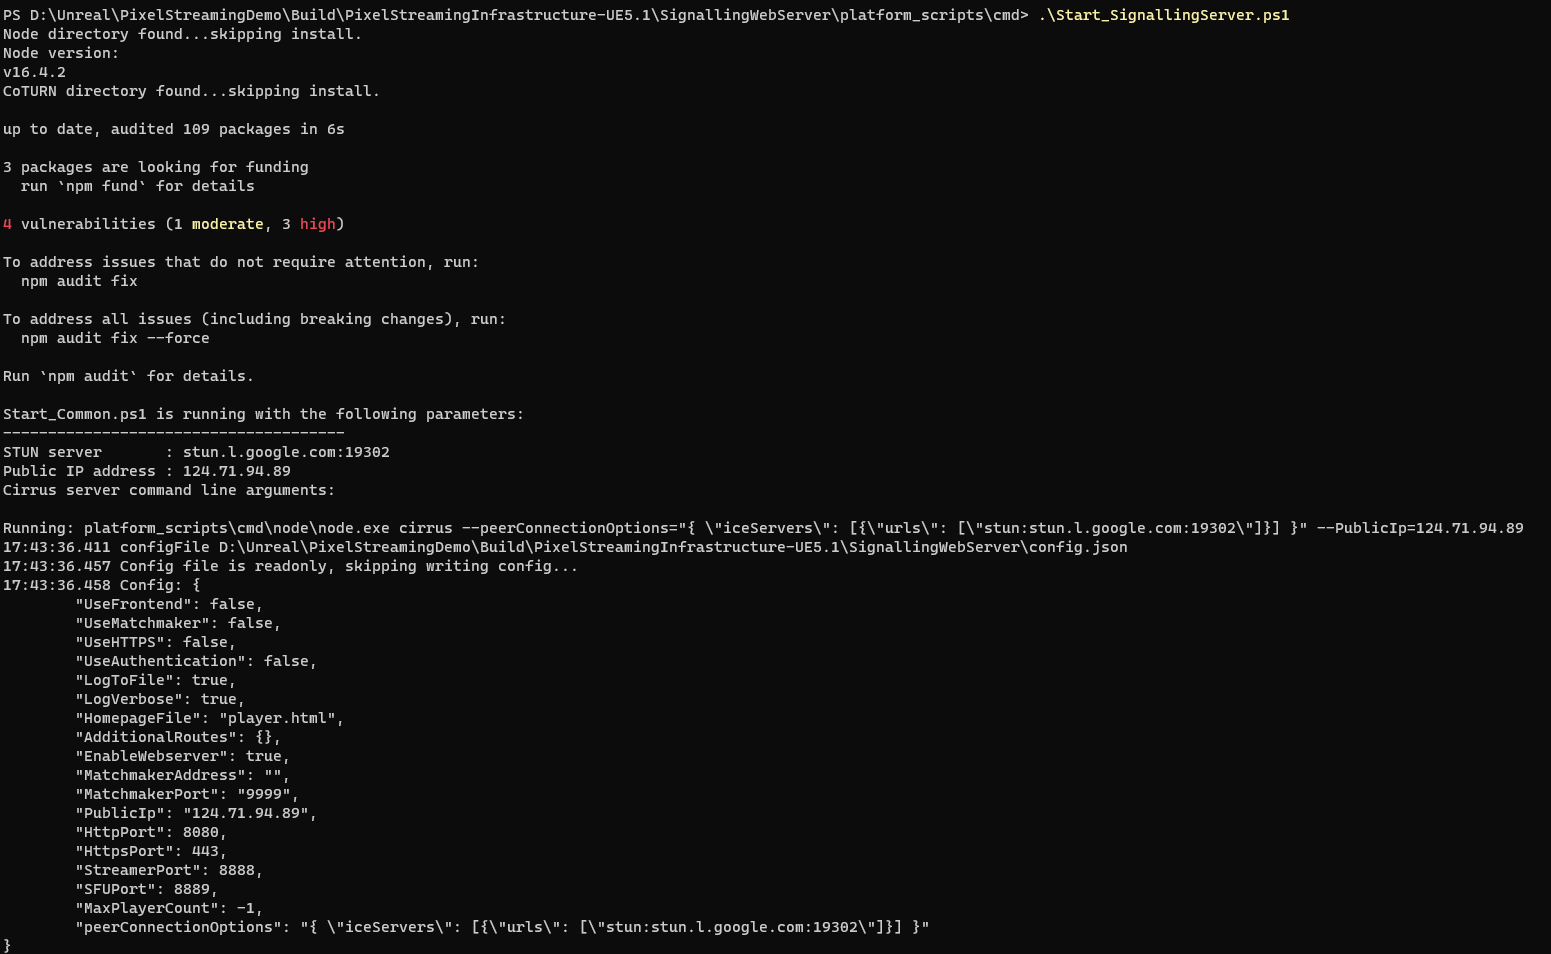 PS D:\Unreal\PixelStreamingDemo\Build\PixelStreamingInfrastructure-UE5.1\SignallingWebServer\platform_scripts\cmd> .\Start_SignallingServer.ps1
Node directory found...skipping install.
Node version:
v16.4.2
CoTURN directory found...skipping install.
up to date, audited 109 packages in 6s
3 packages are looking for funding
  run `npm fund` for details
4 vulnerabilities (1 moderate, 3 high)
To address issues that do not require attention, run:
  npm audit fix
To address all issues (including breaking changes), run:
  npm audit fix --force
Run `npm audit` for details.
Start_Common.ps1 is running with the following parameters:
--------------------------------------
STUN server       : stun.l.google.com:19302
Public IP address : 124.71.94.89
Cirrus server command line arguments:
Running: platform_scripts\cmd\node\node.exe cirrus --peerConnectionOptions="{ \"iceServers\": [{\"urls\": [\"stun:stun.l.google.com:19302\"]}] }" --PublicIp=124.71.94.89
17:43:36.411 configFile D:\Unreal\PixelStreamingDemo\Build\PixelStreamingInfrastructure-UE5.1\SignallingWebServer\config.json
17:43:36.457 Config file is readonly, skipping writing config...
17:43:36.458 Config: {
        "UseFrontend": false,
        "UseMatchmaker": false,
        "UseHTTPS": false,
        "UseAuthentication": false,
        "LogToFile": true,
        "LogVerbose": true,
        "HomepageFile": "player.html",
        "AdditionalRoutes": {},
        "EnableWebserver": true,
        "MatchmakerAddress": "",
        "MatchmakerPort": "9999",
        "PublicIp": "124.71.94.89",
        "HttpPort": 8080,
        "HttpsPort": 443,
        "StreamerPort": 8888,
        "SFUPort": 8889,
        "MaxPlayerCount": -1,
        "peerConnectionOptions": "{ \"iceServers\": [{\"urls\": [\"stun:stun.l.google.com:19302\"]}] }"
}